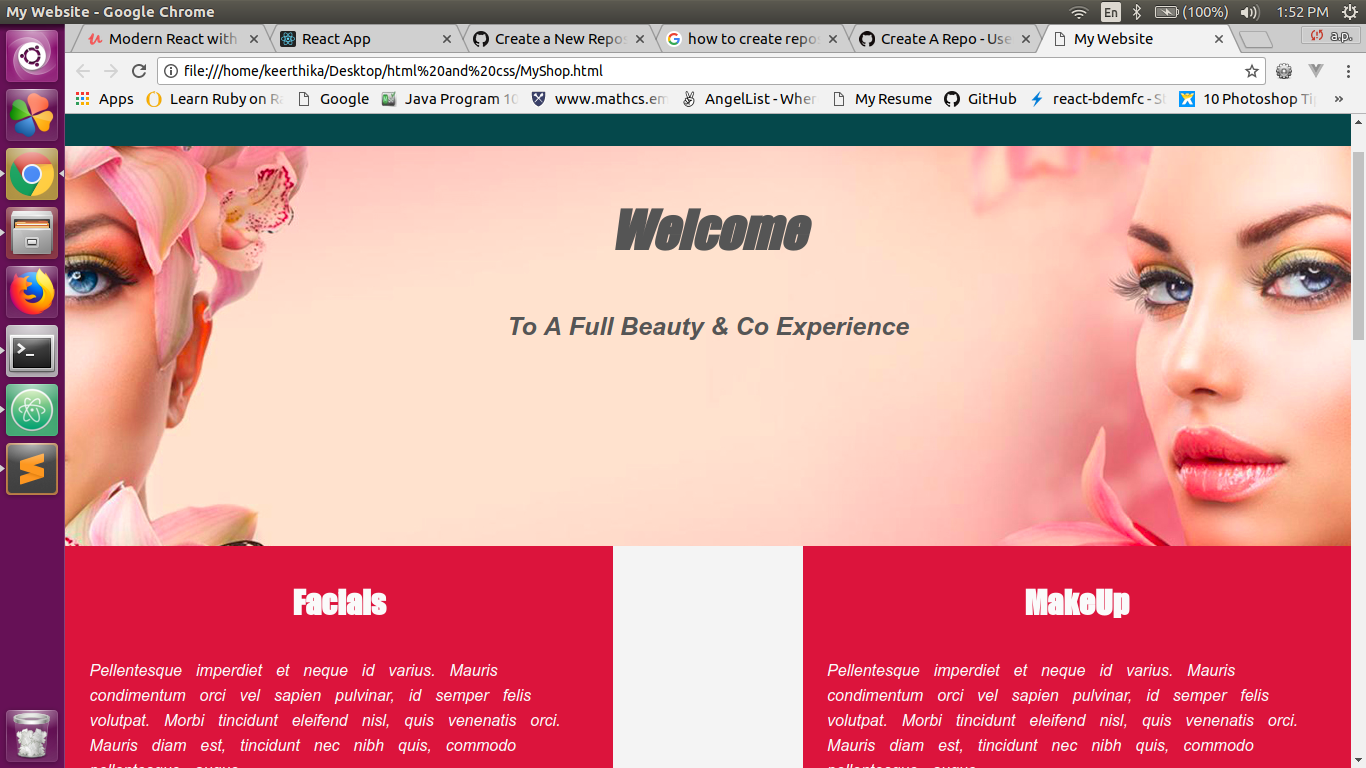 My Website - Google Chrome
En
(100%)
1:52 PM
Modern React with
React App
Create a New Repo
how to create repo
Create A Repo - Use
My Website
a.p.
file:///home/keerthika/Desktop/html%20and%20css/MyShop.html
Apps
Learn Ruby on Ra
Google
Java Program 10
www.mathcs.em
AngelList - Wher
My Resume
GitHub
react-bdemfc - St
10 Photoshop Tip
»
Welcome
To A Full Beauty & Co Experience
Facials
Pellentesque imperdiet et neque id varius. Mauris
condimentum orci vel sapien pulvinar, id semper felis
volutpat. Morbi tincidunt eleifend nisl, quis venenatis orci.
Mauris diam est, tincidunt nec nibh quis, commodo
MakeUp
Pellentesque imperdiet et neque id varius. Mauris
condimentum orci vel sapien pulvinar, id semper felis
volutpat. Morbi tincidunt eleifend nisl, quis venenatis orci.
Mauris diam est, tincidunt nec nibh quis, commodo